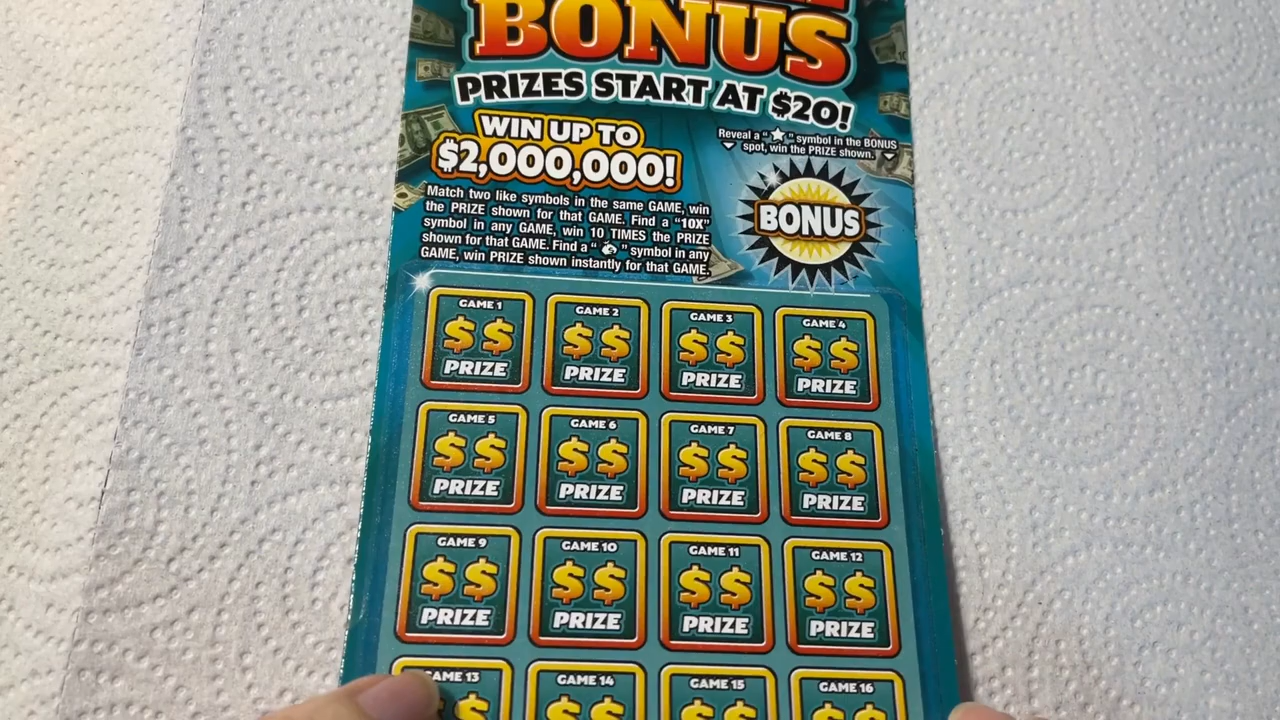 BONUS
PRIZES START AT $20!
WIN UP TO
$2,000,000!
Match two like symbols in the same GAME, win
the PRIZE shown for that GAME. Find a "10X"
symbol in any GAME, win 10 TIMES the PRIZE
shown for that GAME. Find a " " symbol in any
GAME, win PRIZE shown instantly for that GAME.
Reveal a "★" symbol in the BONUS
spot, win the PRIZE shown.
BONUS
GAME 1 GAME 2 GAME 3 GAME 4
$$ $$ $$ $$
PRIZE PRIZE PRIZE PRIZE
GAME 5 GAME 6 GAME 7 GAME 8
$$ $$ $$ $$
PRIZE PRIZE PRIZE PRIZE
GAME 9 GAME 10 GAME 11 GAME 12
$$ $$ $$ $$
PRIZE PRIZE PRIZE PRIZE
GAME 13 GAME 14 GAME 15 GAME 16
$$ $$ $$ $$